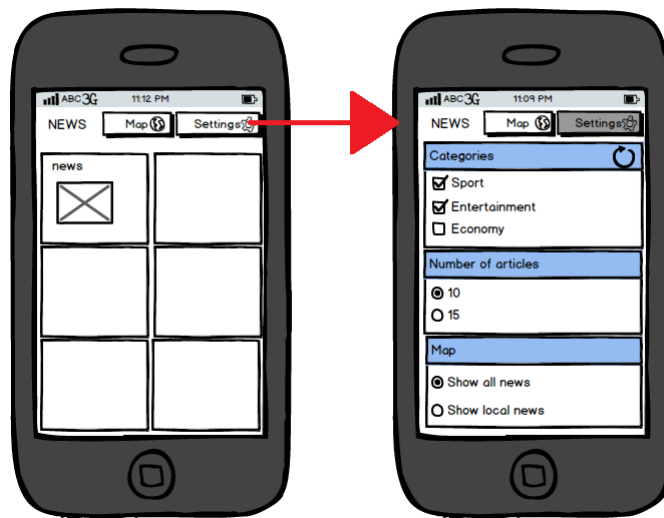 ABC 3G 11:12 PM
NEWS Map Settings
news
ABC 3G 11:09 PM
NEWS Map Settings
Categories
Sport
Entertainment
Economy
Number of articles
10
15
Map
Show all news
Show local news